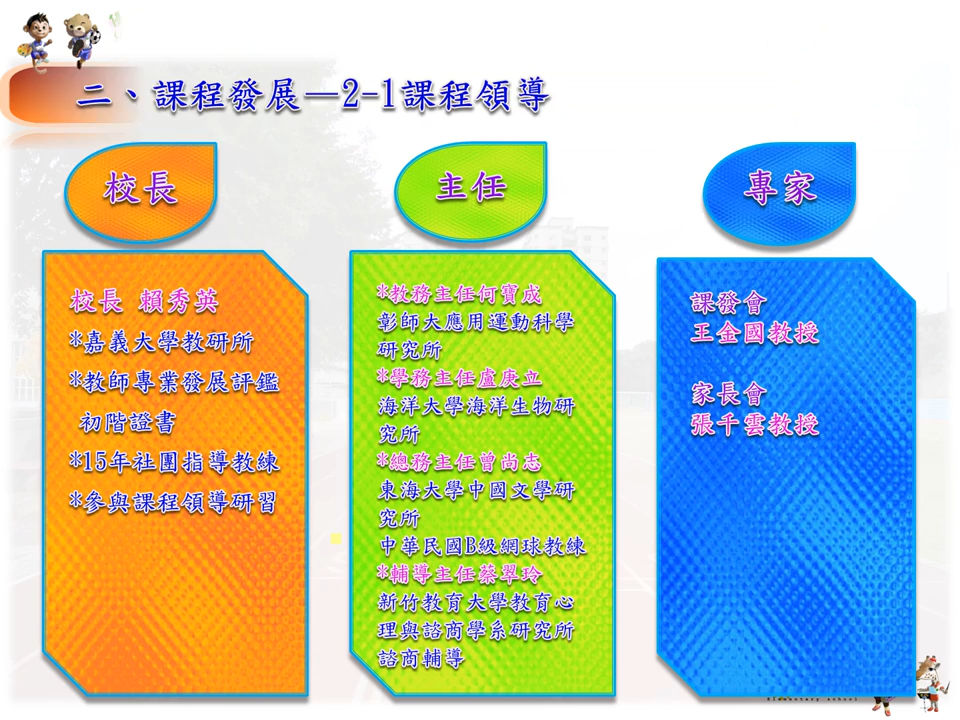 二、課程發展—2-1課程領導
校長
校長 賴秀英
*嘉義大學教研所
*教師專業發展評鑑
初階證書
*15年社團指導教練
*參與課程領導研習
主任
*教務主任何寶成
彰師大應用運動科學
研究所
*學務主任盧庚立
海洋大學海洋生物研
究所
*總務主任曾尚志
東海大學中國文學研
究所
中華民國B級網球教練
*輔導主任蔡翠玲
新竹教育大學教育心
理與諮商學系研究所
諮商輔導
專家
課發會
王金國教授
家長會
張千雲教授